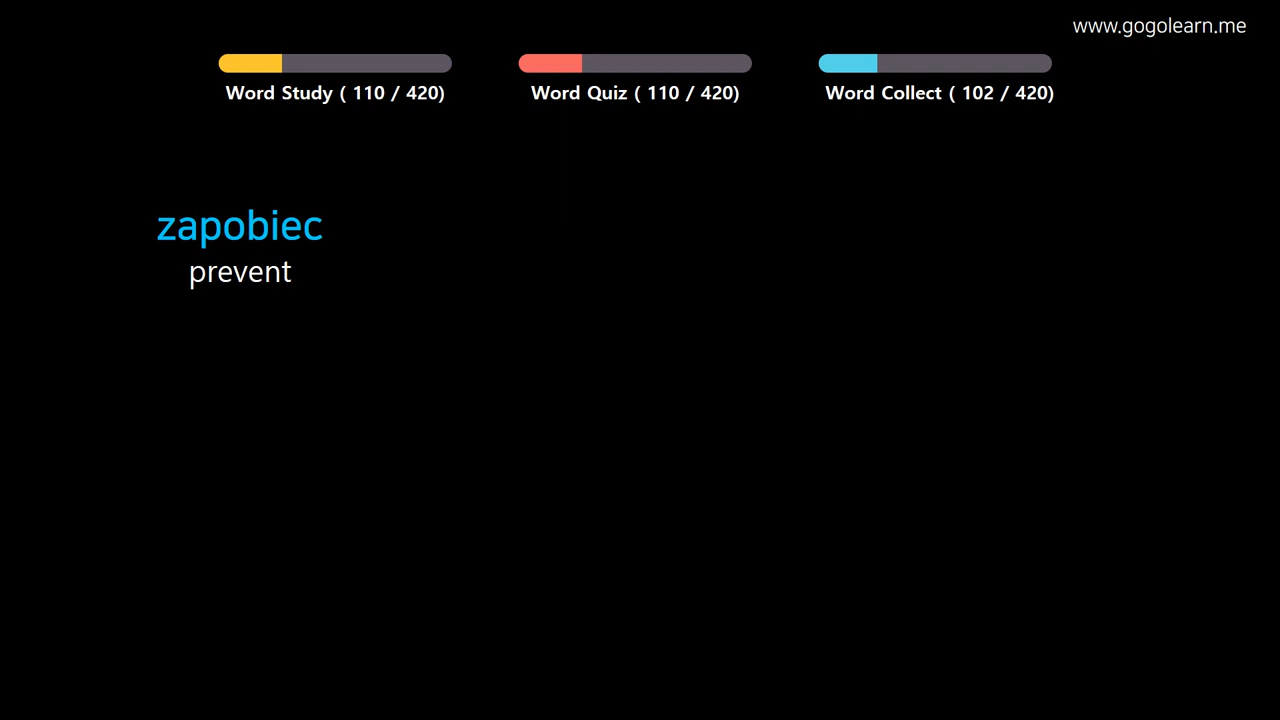 www.gogolearn.me
Word Study ( 110 / 420)
Word Quiz ( 110 / 420)
Word Collect ( 102 / 420)
zapobiec
prevent